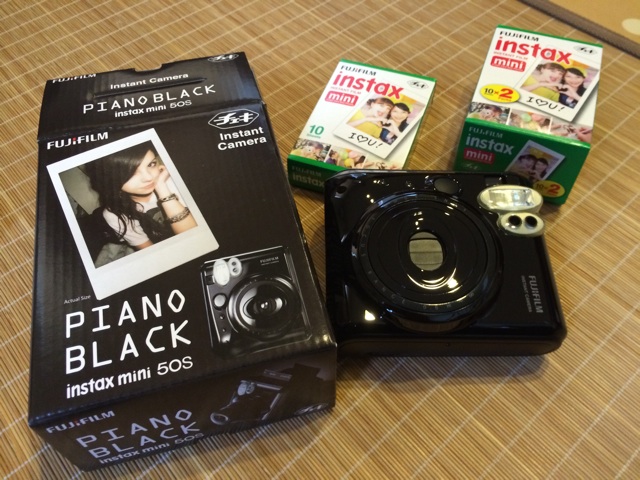 FUJIFILM
Instant Camera
PIANO BLACK
instax mini 50S
チェキ
FUJIFILM
Instant
Camera
Actual Size
PIANO
BLACK
instax mini 50S
FUJIFILM
PIANO
BLACK
instax mini 50S
FUJIFILM
instax
mini
10
I♡U!
FUJIFILM
instax
mini
10×2
I♡U!
FUJIFILM
instax
mini
×2
FUJIFILM